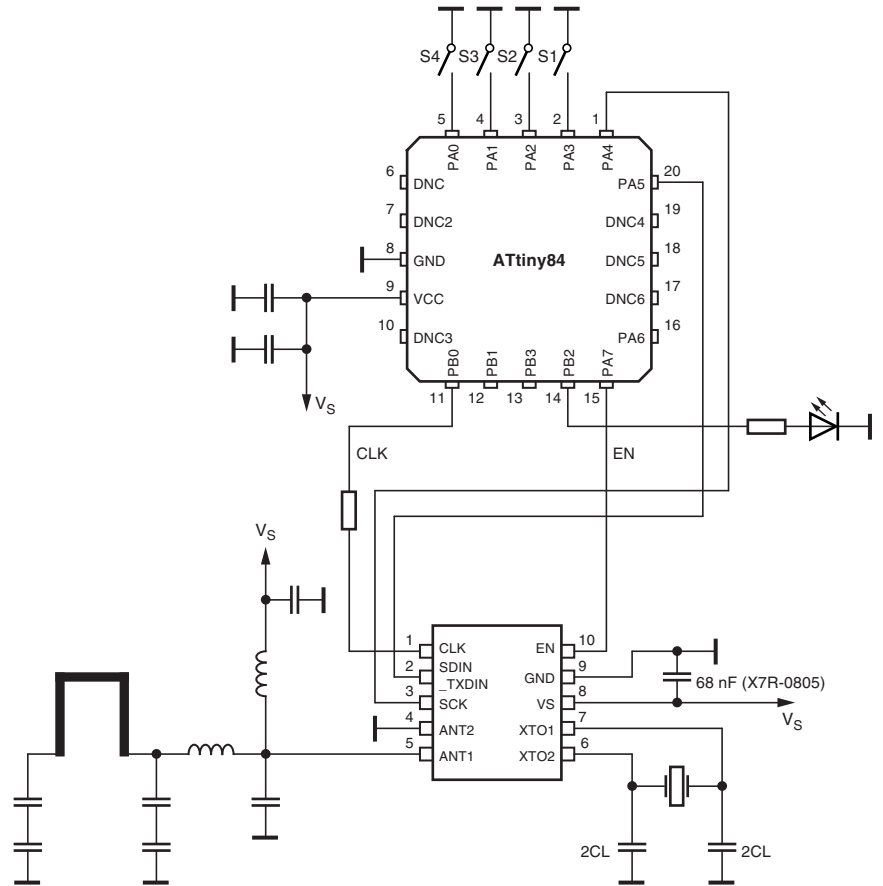 S4 S3 S2 S1
5 4 3 2 1
PA0 PA1 PA2 PA3 PA4
6 DNC
PA5 20
7 DNC2
DNC4 19
8 GND
ATtiny84
DNC5 18
9 VCC
DNC6 17
10 DNC3
PA6 16
PB0 PB1 PB3 PB2 PA7
11 12 13 14 15
VS
CLK
EN
VS
1 CLK
EN 10
2 SDIN
_TXDIN
GND 9
3 SCK
VS 8
68 nF (X7R-0805)
VS
4 ANT2
XTO1 7
5 ANT1
XTO2 6
2CL
2CL